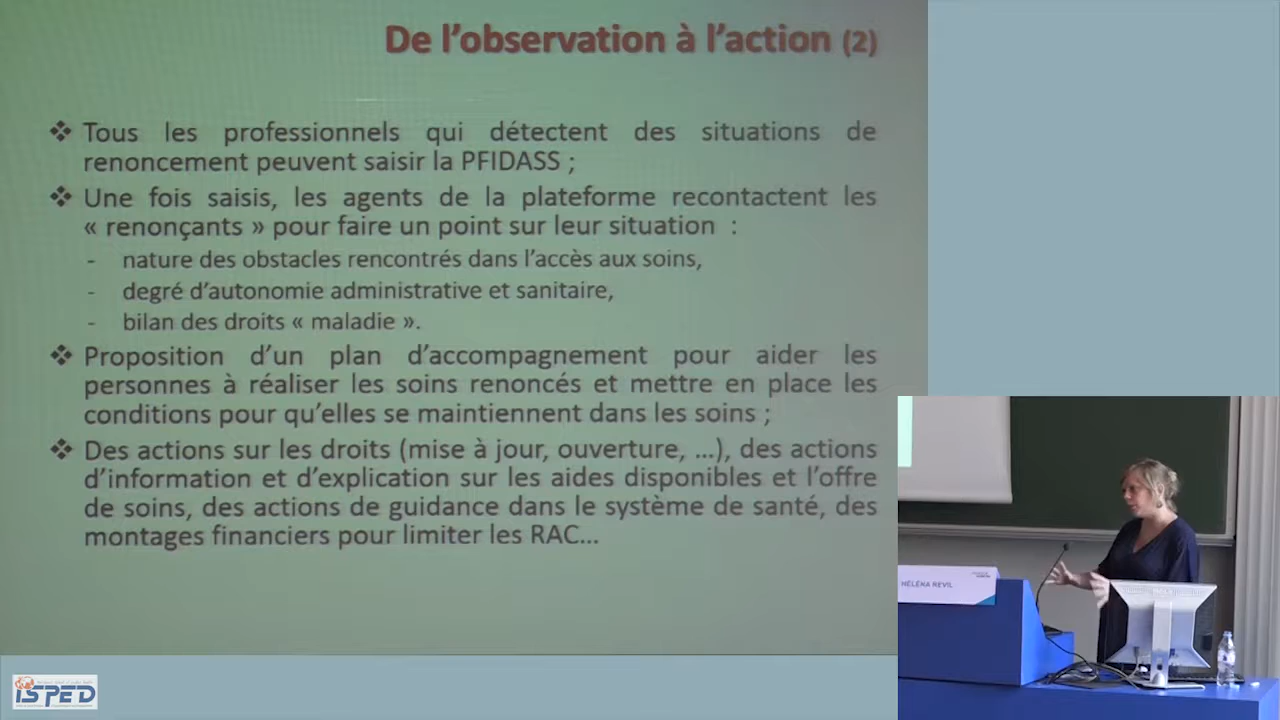 De l'observation à l'action (2)
❖ Tous les professionnels qui détectent des situations de
renoncement peuvent saisir la PFIDASS ;
❖ Une fois saisis, les agents de la plateforme recontactent les
« renonçants » pour faire un point sur leur situation :
- nature des obstacles rencontrés dans l'accès aux soins,
- degré d'autonomie administrative et sanitaire,
- bilan des droits « maladie ».
❖ Proposition d'un plan d'accompagnement pour aider les
personnes à réaliser les soins renoncés et mettre en place les
conditions pour qu'elles se maintiennent dans les soins ;
❖ Des actions sur les droits (mise à jour, ouverture, ...), des actions
d'information et d'explication sur les aides disponibles et l'offre
de soins, des actions de guidance dans le système de santé, des
montages financiers pour limiter les RAC...
HÉLÉNA REVIL
ISPED